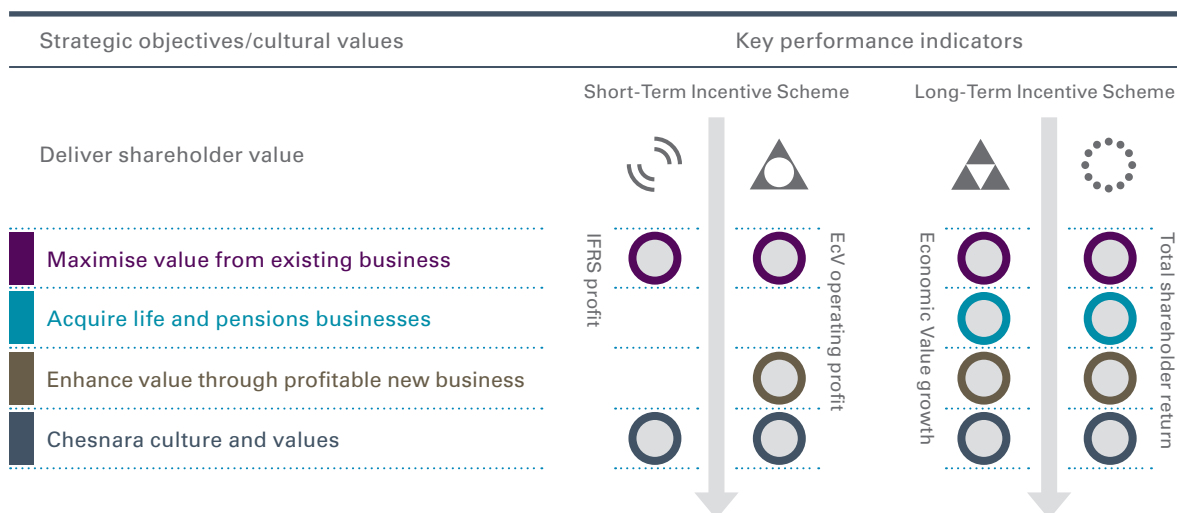 Strategic objectives/cultural values
Key performance indicators
Short-Term Incentive Scheme
Long-Term Incentive Scheme
Deliver shareholder value
IFRS profit
EcV operating profit
Economic Value growth
Total shareholder return
Maximise value from existing business
Acquire life and pensions businesses
Enhance value through profitable new business
Chesnara culture and values